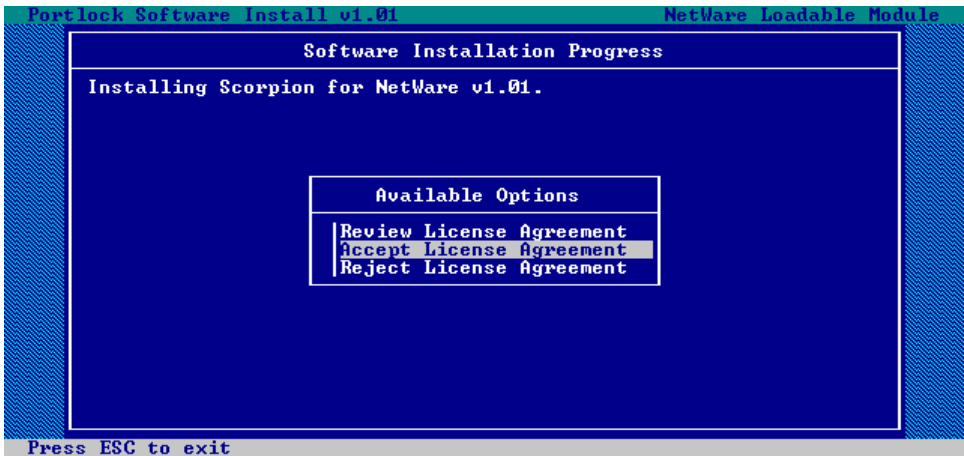 Portlock Software Install v1.01 NetWare Loadable Module
Software Installation Progress
Installing Scorpion for NetWare v1.01.
Available Options
Review License Agreement
Accept License Agreement
Reject License Agreement
Press ESC to exit